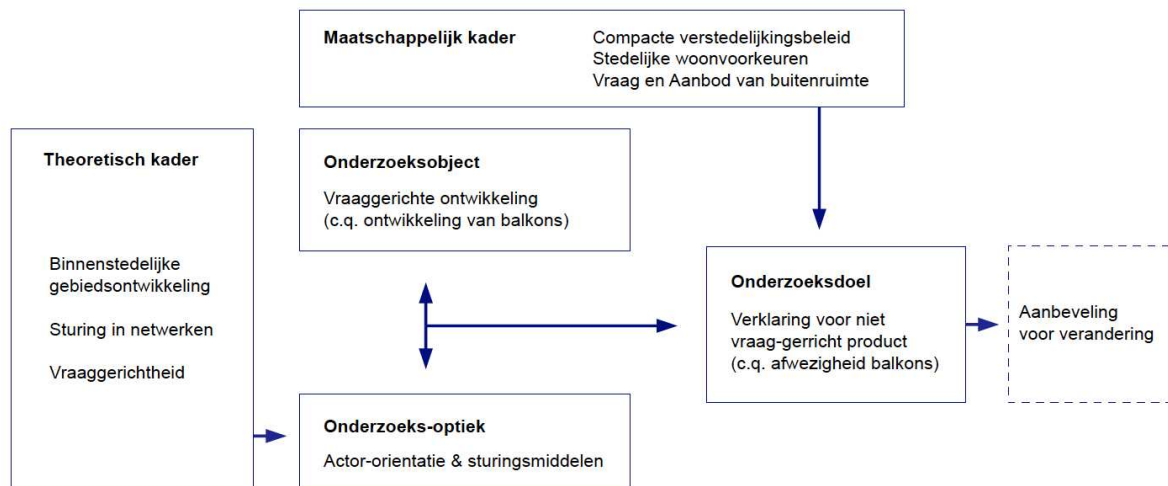 Maatschappelijk kader
Compacte verstedelijkingsbeleid
Stedelijke woonvoorkeuren
Vraag en Aanbod van buitenruimte
Theoretisch kader
Binnenstedelijke
gebiedsontwikkeling
Sturing in netwerken
Vraaggerichtheid
Onderzoeksobject
Vraaggerichte ontwikkeling
(c.q. ontwikkeling van balkons)
Onderzoeks-optiek
Actor-orientatie & sturingsmiddelen
Onderzoeksdoel
Verklaring voor niet
vraag-gerricht product
(c.q. afwezigheid balkons)
Aanbeveling
voor verandering